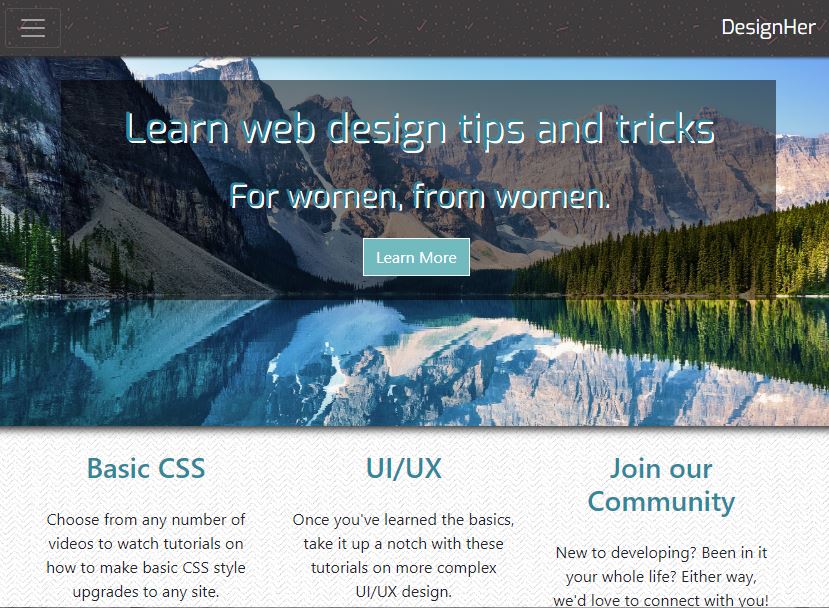 DesignHer
Learn web design tips and tricks
For women, from women.
Learn More
Basic CSS
Choose from any number of
videos to watch tutorials on
how to make basic CSS style
upgrades to any site.
UI/UX
Once you've learned the basics,
take it up a notch with these
tutorials on more complex
UI/UX design.
Join our
Community
New to developing? Been in it
your whole life? Either way,
we'd love to connect with you!